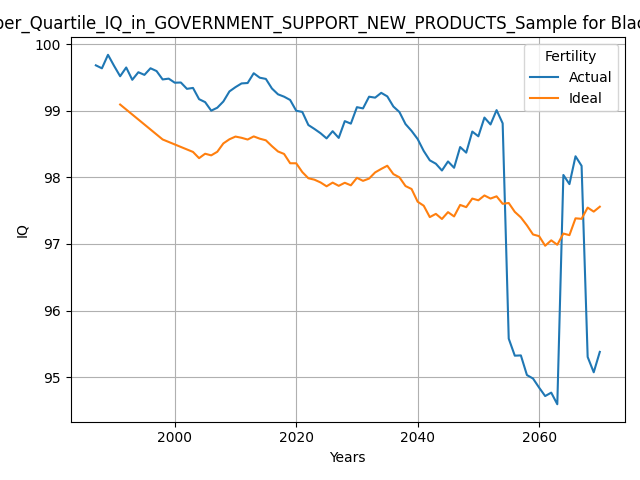 per_Quartile_IQ_in_GOVERNMENT_SUPPORT_NEW_PRODUCTS_Sample for Blac
100
99
98
97
96
95
IQ
Fertility
Actual
Ideal
2000 2020 2040 2060
Years